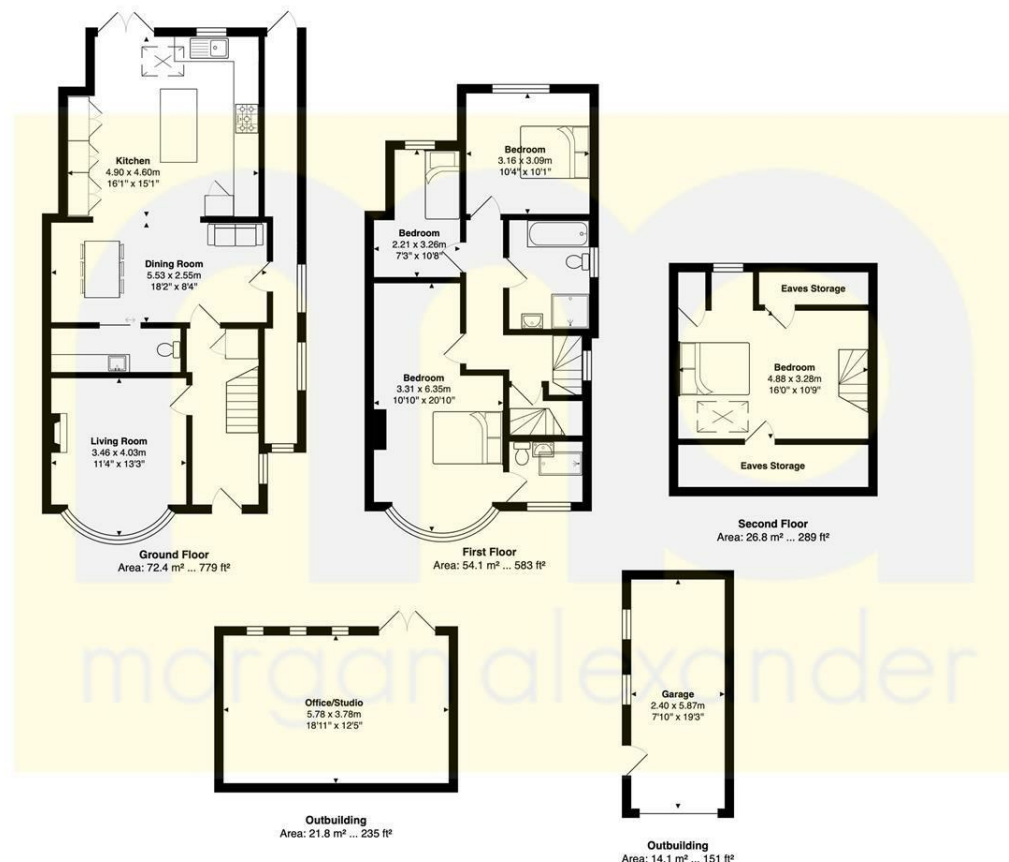 Kitchen
4.90 x 4.60m
16'1" x 15'1"
Dining Room
5.53 x 2.55m
18'2" x 8'4"
Living Room
3.46 x 4.03m
11'4" x 13'3"
Ground Floor
Area: 72.4 m² ... 779 ft²
Bedroom
3.16 x 3.09m
10'4" x 10'1"
Bedroom
2.21 x 3.26m
7'3" x 10'8"
Bedroom
3.31 x 6.35m
10'10" x 20'10"
First Floor
Area: 54.1 m² ... 583 ft²
Eaves Storage
Bedroom
4.88 x 3.28m
16'0" x 10'9"
Eaves Storage
Second Floor
Area: 26.8 m² ... 289 ft²
ma
morgan alexander
Office/Studio
5.78 x 3.78m
18'11" x 12'5"
Outbuilding
Area: 21.8 m² ... 235 ft²
Garage
2.40 x 5.87m
7'10" x 19'3"
Outbuilding
Area: 14.1 m² ... 151 ft²